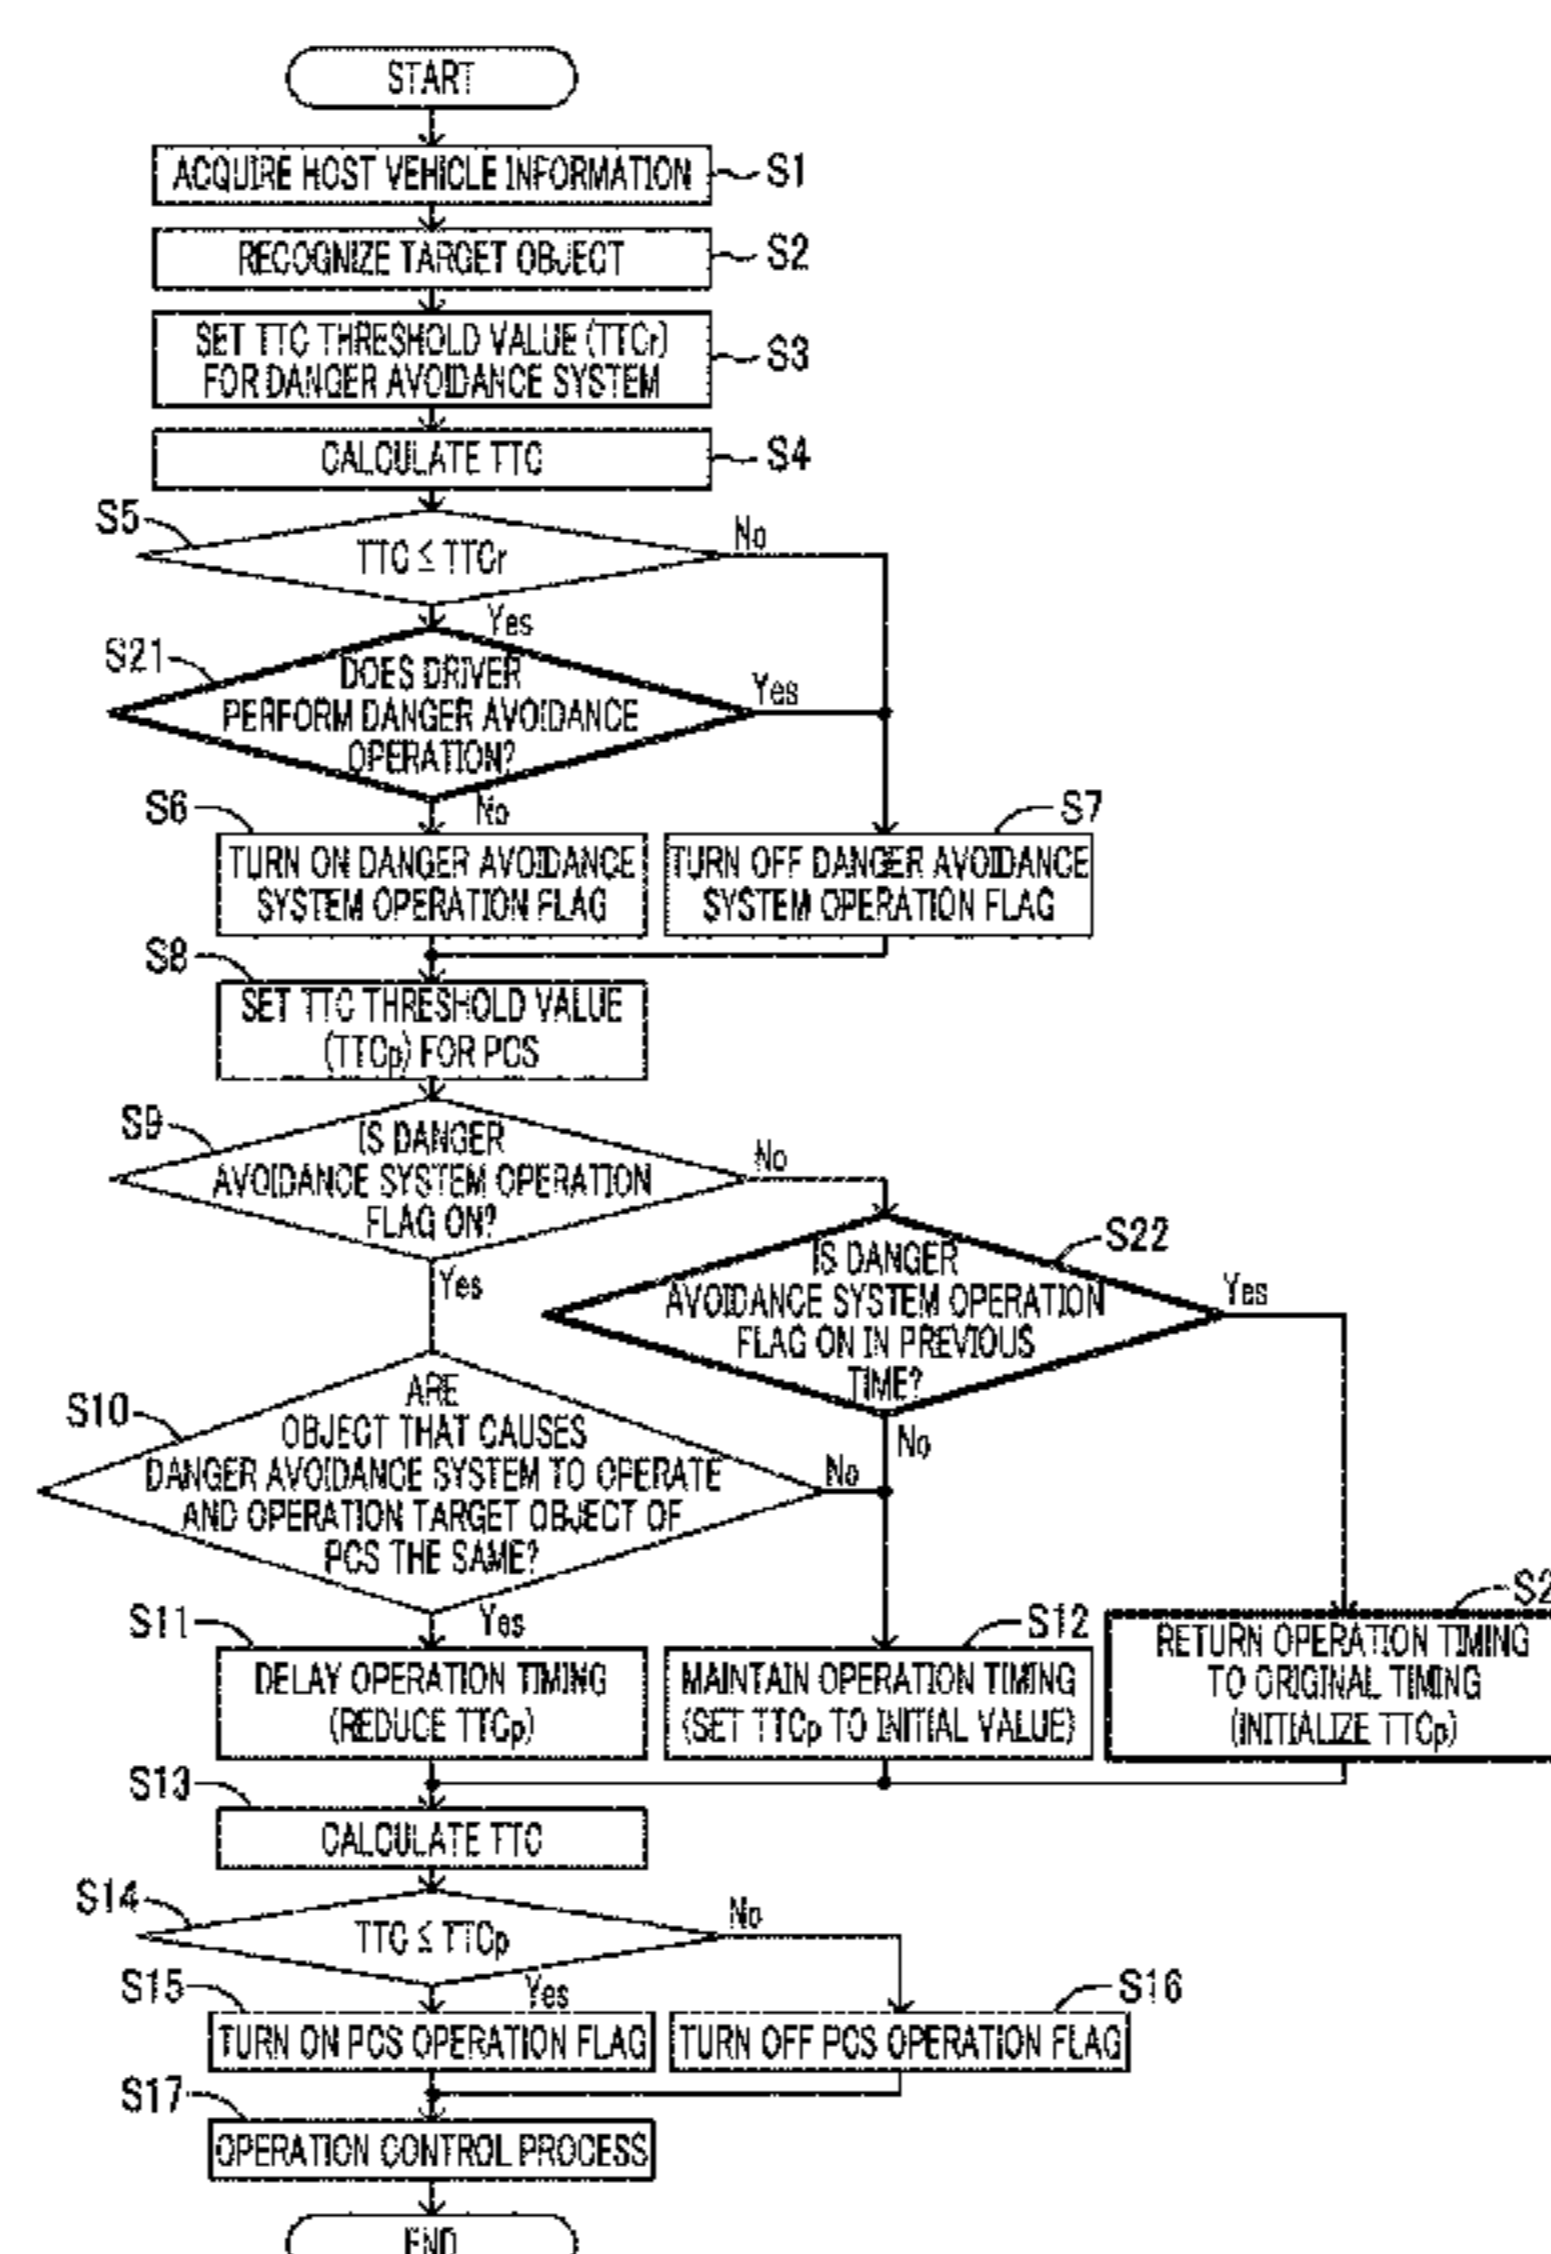 START
ACQUIRE HOST VEHICLE INFORMATION
S1
RECOGNIZE TARGET OBJECT
S2
SET TTC THRESHOLD VALUE (TTCr)
FOR DANGER AVOIDANCE SYSTEM
S3
CALCULATE TTC
S4
S5
TTC ≤ TTCr
No
Yes
S21
DOES DRIVER
PERFORM DANGER AVOIDANCE
OPERATION?
Yes
No
S6
TURN ON DANGER AVOIDANCE
SYSTEM OPERATION FLAG
S7
TURN OFF DANGER AVOIDANCE
SYSTEM OPERATION FLAG
S8
SET TTC THRESHOLD VALUE
(TTCp) FOR PCS
S9
IS DANGER
AVOIDANCE SYSTEM OPERATION
FLAG ON?
No
Yes
S22
IS DANGER
AVOIDANCE SYSTEM OPERATION
FLAG ON IN PREVIOUS
TIME?
Yes
No
S10
ARE
OBJECT THAT CAUSES
DANGER AVOIDANCE SYSTEM TO OPERATE
AND OPERATION TARGET OBJECT OF
PCS THE SAME?
No
Yes
S11
DELAY OPERATION TIMING
(REDUCE TTCp)
S12
MAINTAIN OPERATION TIMING
(SET TTCp TO INITIAL VALUE)
RETURN OPERATION TIMING
TO ORIGINAL TIMING
(INITIALIZE TTCp)
S13
CALCULATE TTC
S14
TTC ≤ TTCp
No
Yes
S15
TURN ON PCS OPERATION FLAG
S16
TURN OFF PCS OPERATION FLAG
S17
OPERATION CONTROL PROCESS
END